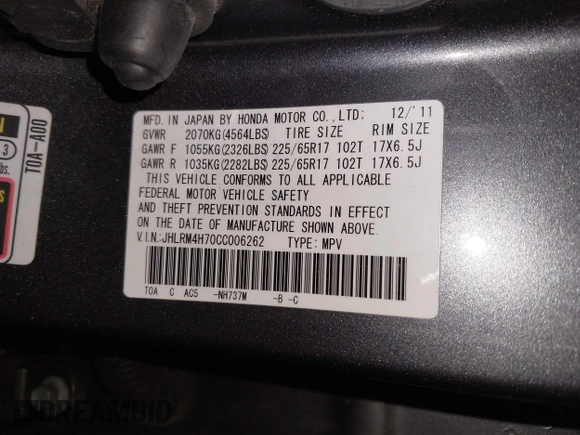 MFD. IN JAPAN BY HONDA MOTOR CO.,LTD: 12/'11
GVWR 2070KG(4564LBS) TIRE SIZE RIM SIZE
GAWR F 1055KG(2326LBS) 225/65R17 102T 17X6.5J
GAWR R 1035KG(2282LBS) 225/65R17 102T 17X6.5J
THIS VEHICLE CONFORMS TO ALL APPLICABLE
FEDERAL MOTOR VEHICLE SAFETY
AND THEFT PREVENTION STANDARDS IN EFFECT
ON THE DATE OF MANUFACTURE SHOWN ABOVE.
V.I.N.:JHLRM4H70CC006262 TYPE: MPV
T0A C AC5 -NH737M -B -C
T0A-A00
3
lbs.